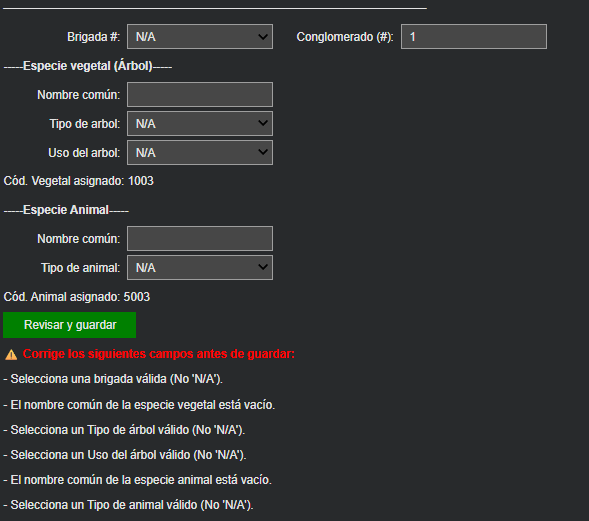 Brigada #: N/A Conglomerado (#): 1
-----Especie vegetal (Árbol)-----
Nombre común:
Tipo de arbol: N/A
Uso del arbol: N/A
Cód. Vegetal asignado: 1003
-----Especie Animal-----
Nombre común:
Tipo de animal: N/A
Cód. Animal asignado: 5003
Revisar y guardar
⚠ Corrige los siguientes campos antes de guardar:
- Selecciona una brigada válida (No 'N/A').
- El nombre común de la especie vegetal está vacío.
- Selecciona un Tipo de árbol válido (No 'N/A').
- Selecciona un Uso del árbol válido (No 'N/A').
- El nombre común de la especie animal está vacío.
- Selecciona un Tipo de animal válido (No 'N/A').